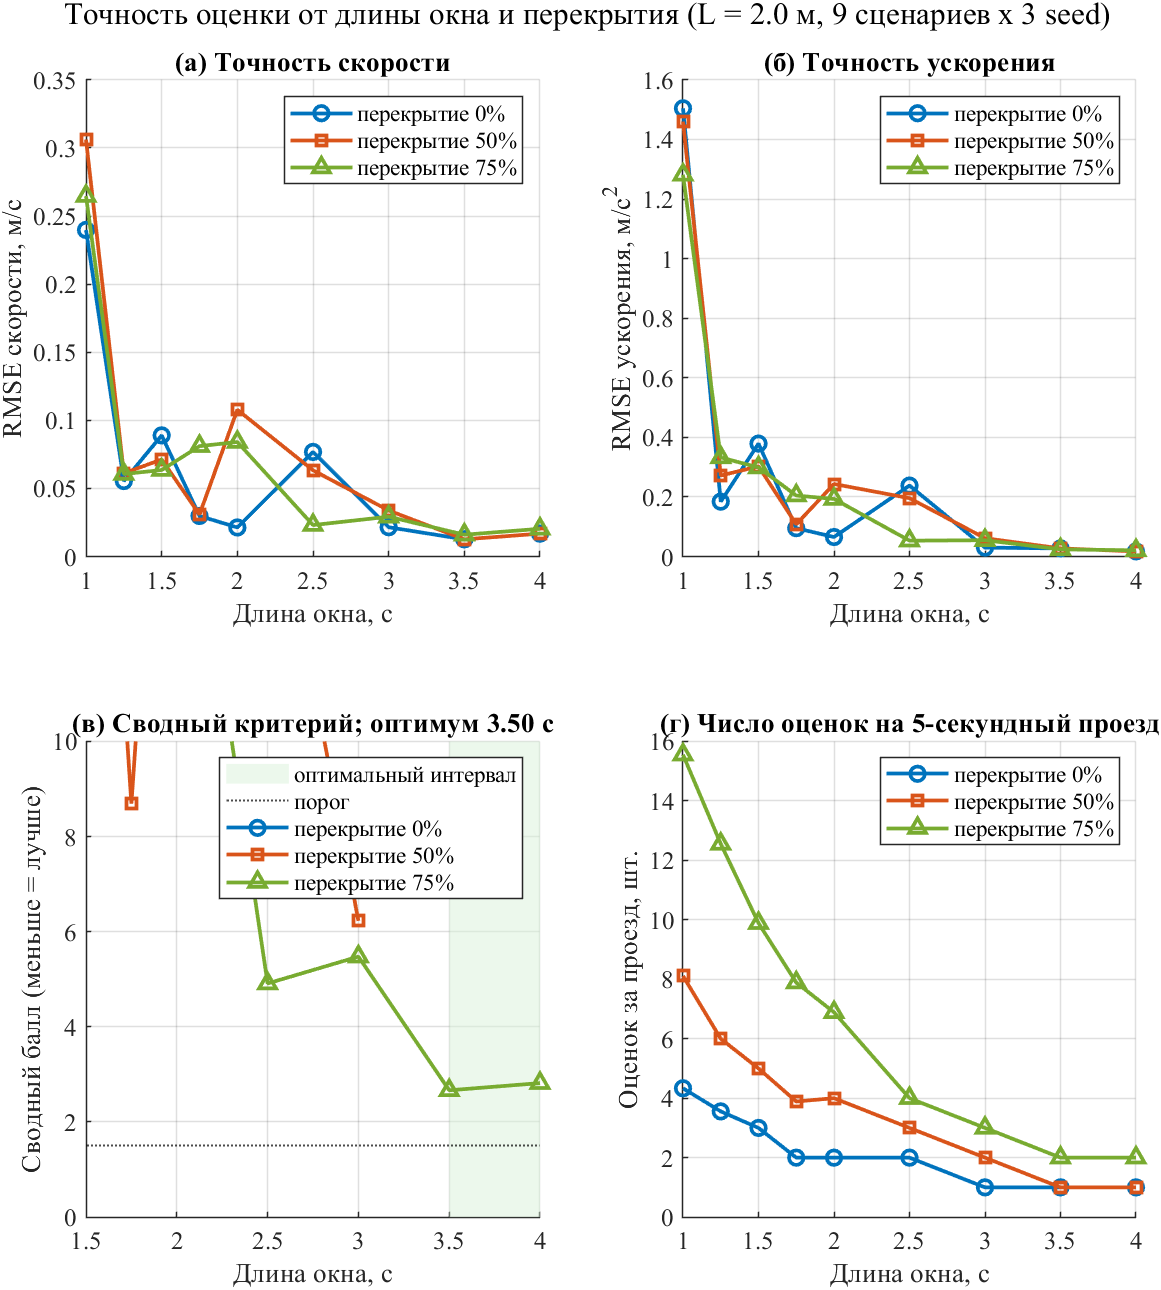 Точность оценки от длины окна и перекрытия (L = 2.0 м, 9 сценариев x 3 seed)
(а) Точность скорости
RMSE скорости, м/с
0.35
0.3
0.25
0.2
0.15
0.1
0.05
0
перекрытие 0%
перекрытие 50%
перекрытие 75%
1 1.5 2 2.5 3 3.5 4
Длина окна, с
(б) Точность ускорения
RMSE ускорения, м/с²
1.6
1.4
1.2
1
0.8
0.6
0.4
0.2
0
перекрытие 0%
перекрытие 50%
перекрытие 75%
1 1.5 2 2.5 3 3.5 4
Длина окна, с
(в) Сводный критерий; оптимум 3.50 с
Сводный балл (меньше = лучше)
10
8
6
4
2
0
оптимальный интервал
порог
перекрытие 0%
перекрытие 50%
перекрытие 75%
1.5 2 2.5 3 3.5 4
Длина окна, с
(г) Число оценок на 5-секундный проезд
Оценок за проезд, шт.
16
14
12
10
8
6
4
2
0
перекрытие 0%
перекрытие 50%
перекрытие 75%
1 1.5 2 2.5 3 3.5 4
Длина окна, с